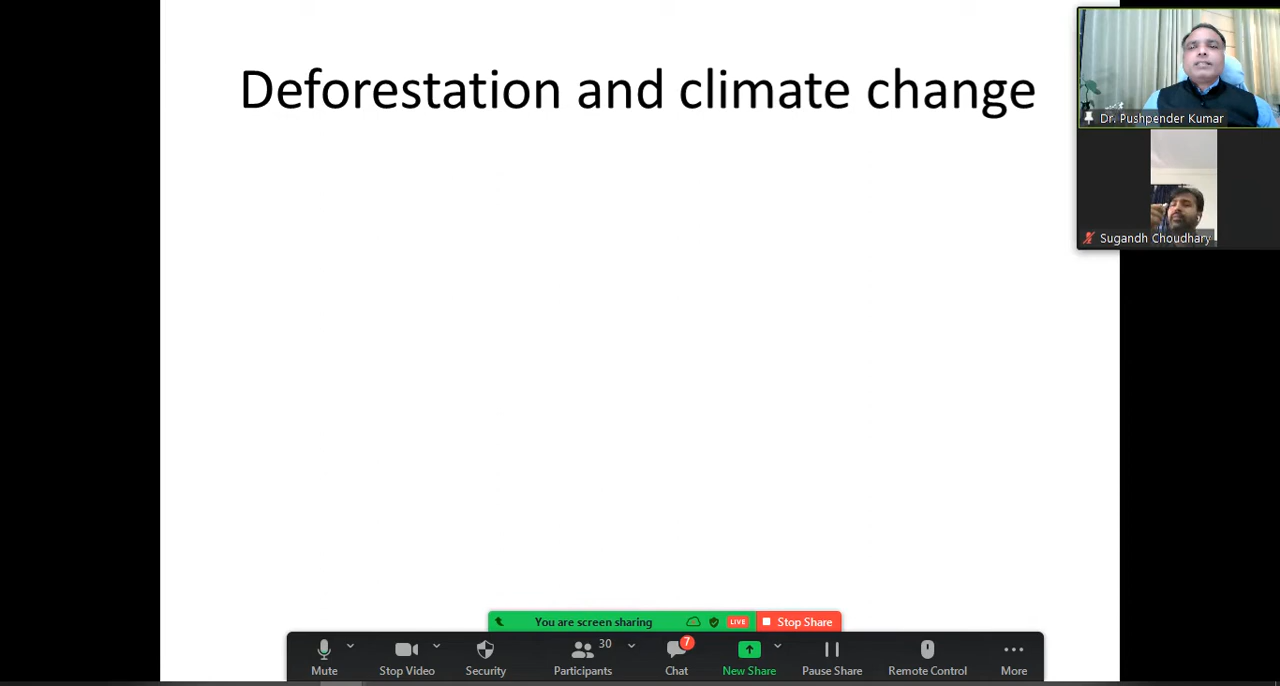 Deforestation and climate change
Dr. Pushpender Kumar
Sugandh Choudhary
You are screen sharing
LIVE
Stop Share
30
7
Mute
Stop Video
Security
Participants
Chat
New Share
Pause Share
Remote Control
More